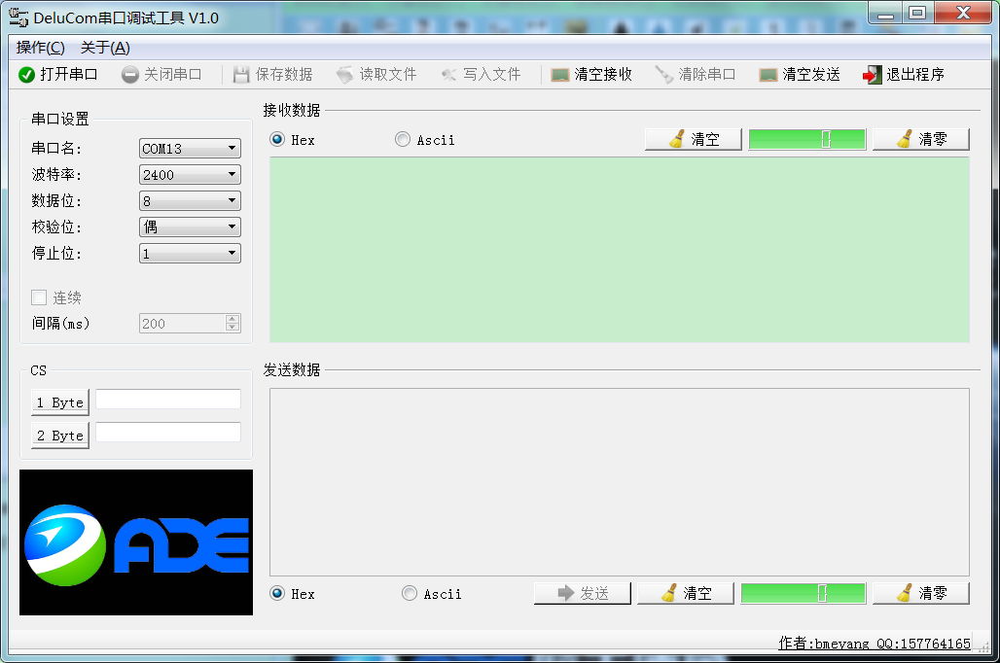 DeluCom串口调试工具 V1.0
操作(C) 关于(A)
打开串口 关闭串口 保存数据 读取文件 写入文件 清空接收 清除串口 清空发送 退出程序
串口设置
串口名: COM13
波特率: 2400
数据位: 8
校验位: 偶
停止位: 1
连续
间隔(ms) 200
CS
1 Byte
2 Byte
ADE
接收数据
Hex Ascii 清空 0 清零
发送数据
Hex Ascii 发送 清空 0 清零
作者:bmeyang QQ:157764165